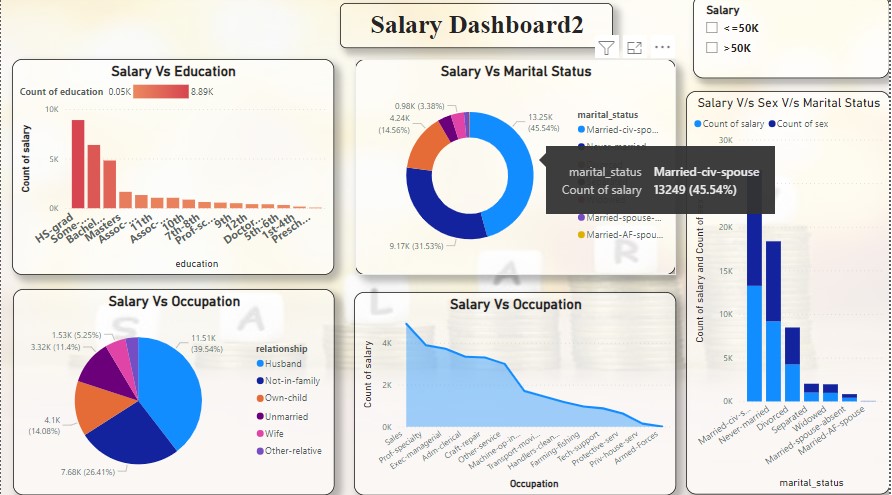 Salary Dashboard2
Salary
<=50K
>50K
Salary Vs Education
Count of education 0.05K 8.89K
10K
5K
0K
Count of salary
HS-grad
Some-...
Bachel...
Masters
Assoc-...
11th
Assoc-...
10th
7th-8th
Prof-sc...
9th
12th
Doctor...
5th-6th
1st-4th
Presch...
education
Salary Vs Marital Status
0.98K (3.38%)
4.24K
(14.56%)
13.25K
(45.54%)
9.17K (31.53%)
marital_status
Married-civ-spo...
Never-married
Married-spouse-...
Married-AF-spou...
marital_status Married-civ-spouse
Count of salary 13249 (45.54%)
Salary V/s Sex V/s Marital Status
Count of salary Count of sex
30K
20K
15K
10K
5K
0K
Count of salary and Count of
Married-civ-s...
Never-married
Divorced
Separated
Widowed
Married-spouse-absent
Married-AF-spouse
marital_status
Salary Vs Occupation
1.53K (5.25%)
3.32K (11.4%)
4.1K
(14.08%)
7.68K (26.41%)
11.51K
(39.54%)
relationship
Husband
Not-in-family
Own-child
Unmarried
Wife
Other-relative
Salary Vs Occupation
4K
2K
0K
Count of salary
Sales
Prof-specialty
Exec-managerial
Adm-clerical
Craft-repair
Other-service
Machine-op-in...
Transport-movi...
Handlers-clean...
Farming-fishing
Tech-support
Protective-serv
Priv-house-serv
Armed-Forces
Occupation
S A L A R